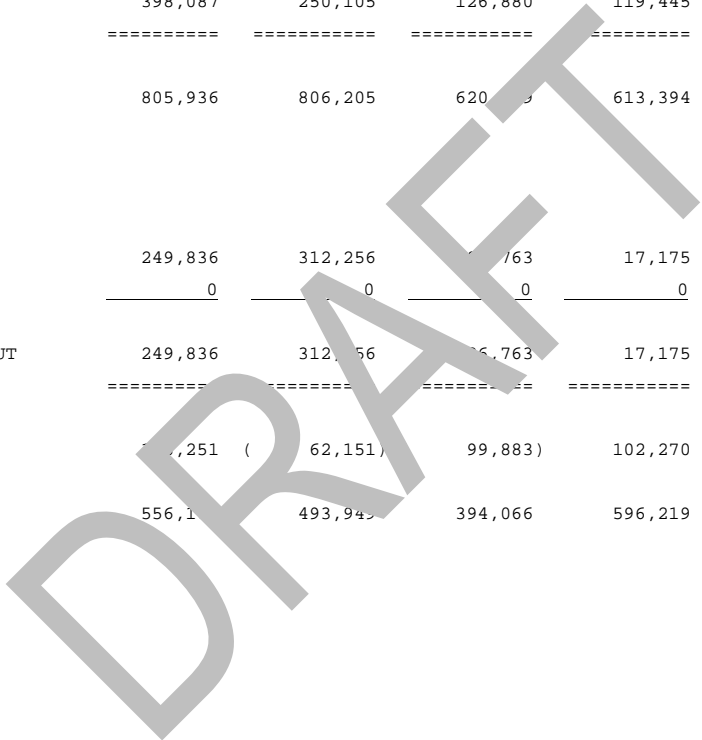 398,087 250,105 126,880 119,445
========== =========== =========== =========
805,936 806,205 613,394
249,836 312,256 17,175
0 0 0 0
UT 249,836 17,175
========== =========== =========== ===========
( 62,151) 99,883) 102,270
394,066 596,219
DRAFT